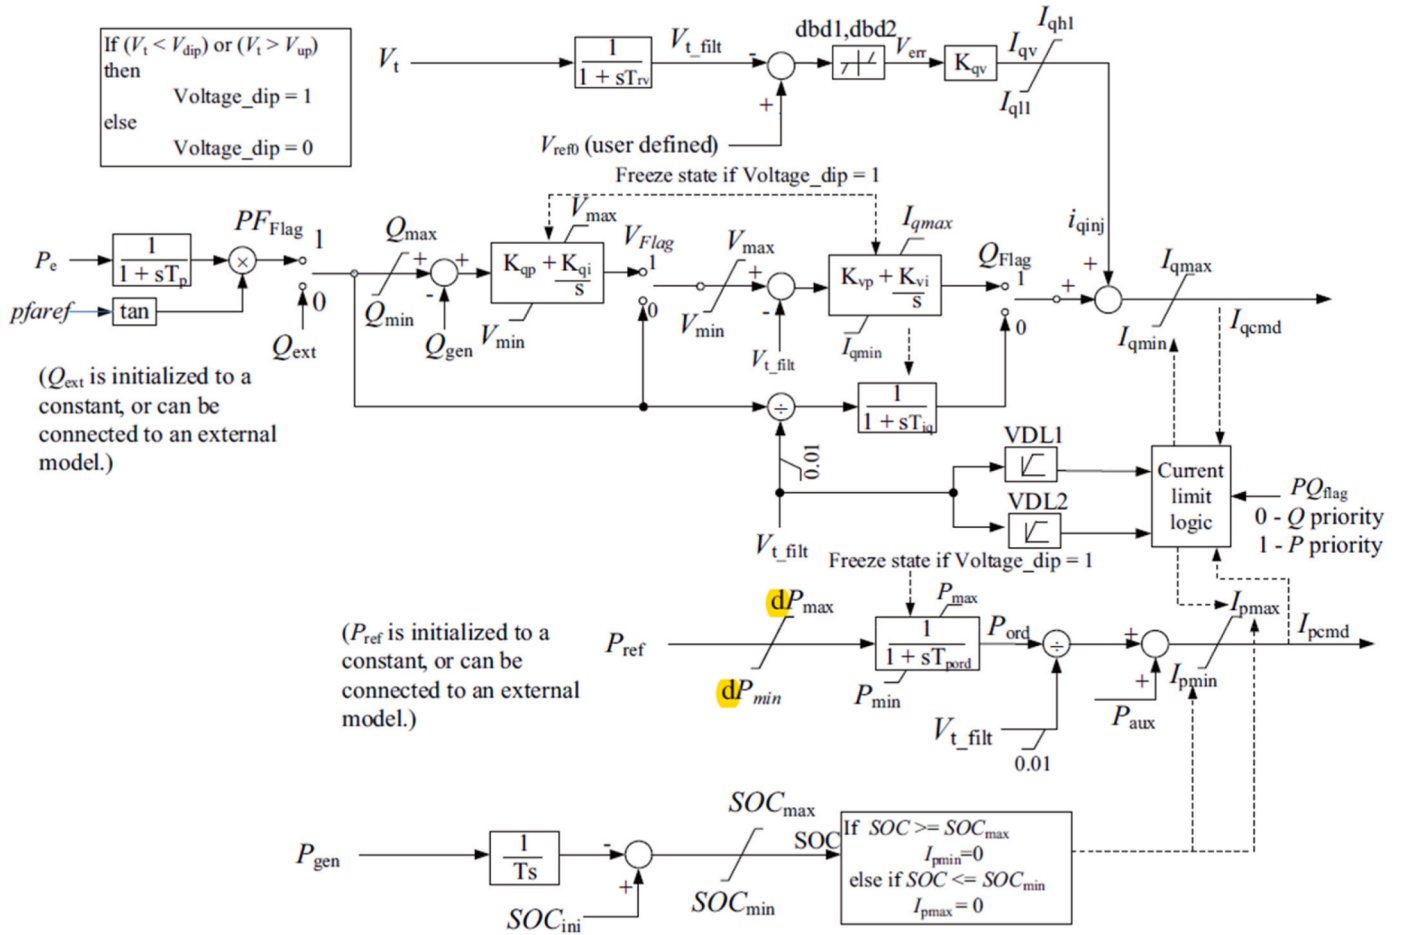 If (Vt < Vdip) or (Vt > Vup)
then
Voltage_dip = 1
else
Voltage_dip = 0
Vt
1
1 + sTrv
Vt_filt
-
+
Vref0 (user defined)
dbd1,dbd2
Verr
Kqv
Iqv
Iqh1
Iql1
Freeze state if Voltage_dip = 1
Pe
1
1 + sTp
×
pfaref
tan
PFFlag
1
0
Qext
(Qext is initialized to a
constant, or can be
connected to an external
model.)
Qmax
Qmin
+
-
+
Qgen
Vmax
Kqp + Kqi
s
Vmin
VFlag
1
0
Vmax
Vmin
+
-
Vt_filt
Iqmax
Kvp + Kvi
s
Iqmin
QFlag
1
0
iqinj
+
+
Iqmax
Iqmin
Iqcmd
÷
1
1 + sTiq
0.01
Vt_filt
VDL1
VDL2
Current
limit
logic
PQflag
0 - Q priority
1 - P priority
Freeze state if Voltage_dip = 1
(Pref is initialized to a
constant, or can be
connected to an external
model.)
Pref
dPmax
dPmin
Pmax
1
1 + sTpord
Pmin
Pord
÷
Vt_filt
0.01
+
+
Paux
Ipmax
Ipmin
Ipcmd
Pgen
1
Ts
-
+
SOCini
SOCmax
SOCmin
SOC
If SOC >= SOCmax
Ipmin=0
else if SOC <= SOCmin
Ipmax = 0